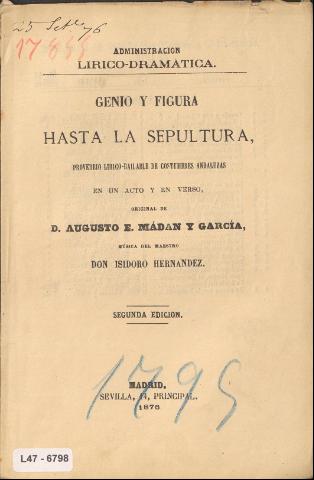 25 Set.e 76
17855
ADMINISTRACION
LIRICO-DRAMATICA.
GENIO Y FIGURA
HASTA LA SEPULTURA,
PROVERBIO LIRICO-BAILABLE DE COSTUMBRES ANDALUZAS
EN UN ACTO Y EN VERSO,
ORIGINAL DE
D. AUGUSTO E. MÁDAN Y GARCÍA,
MÚSICA DEL MAESTRO
DON ISIDORO HERNANDEZ.
SEGUNDA EDICION.
1795
MADRID.
SEVILLA, 14, PRINCIPAL.
1876
L47 - 6798